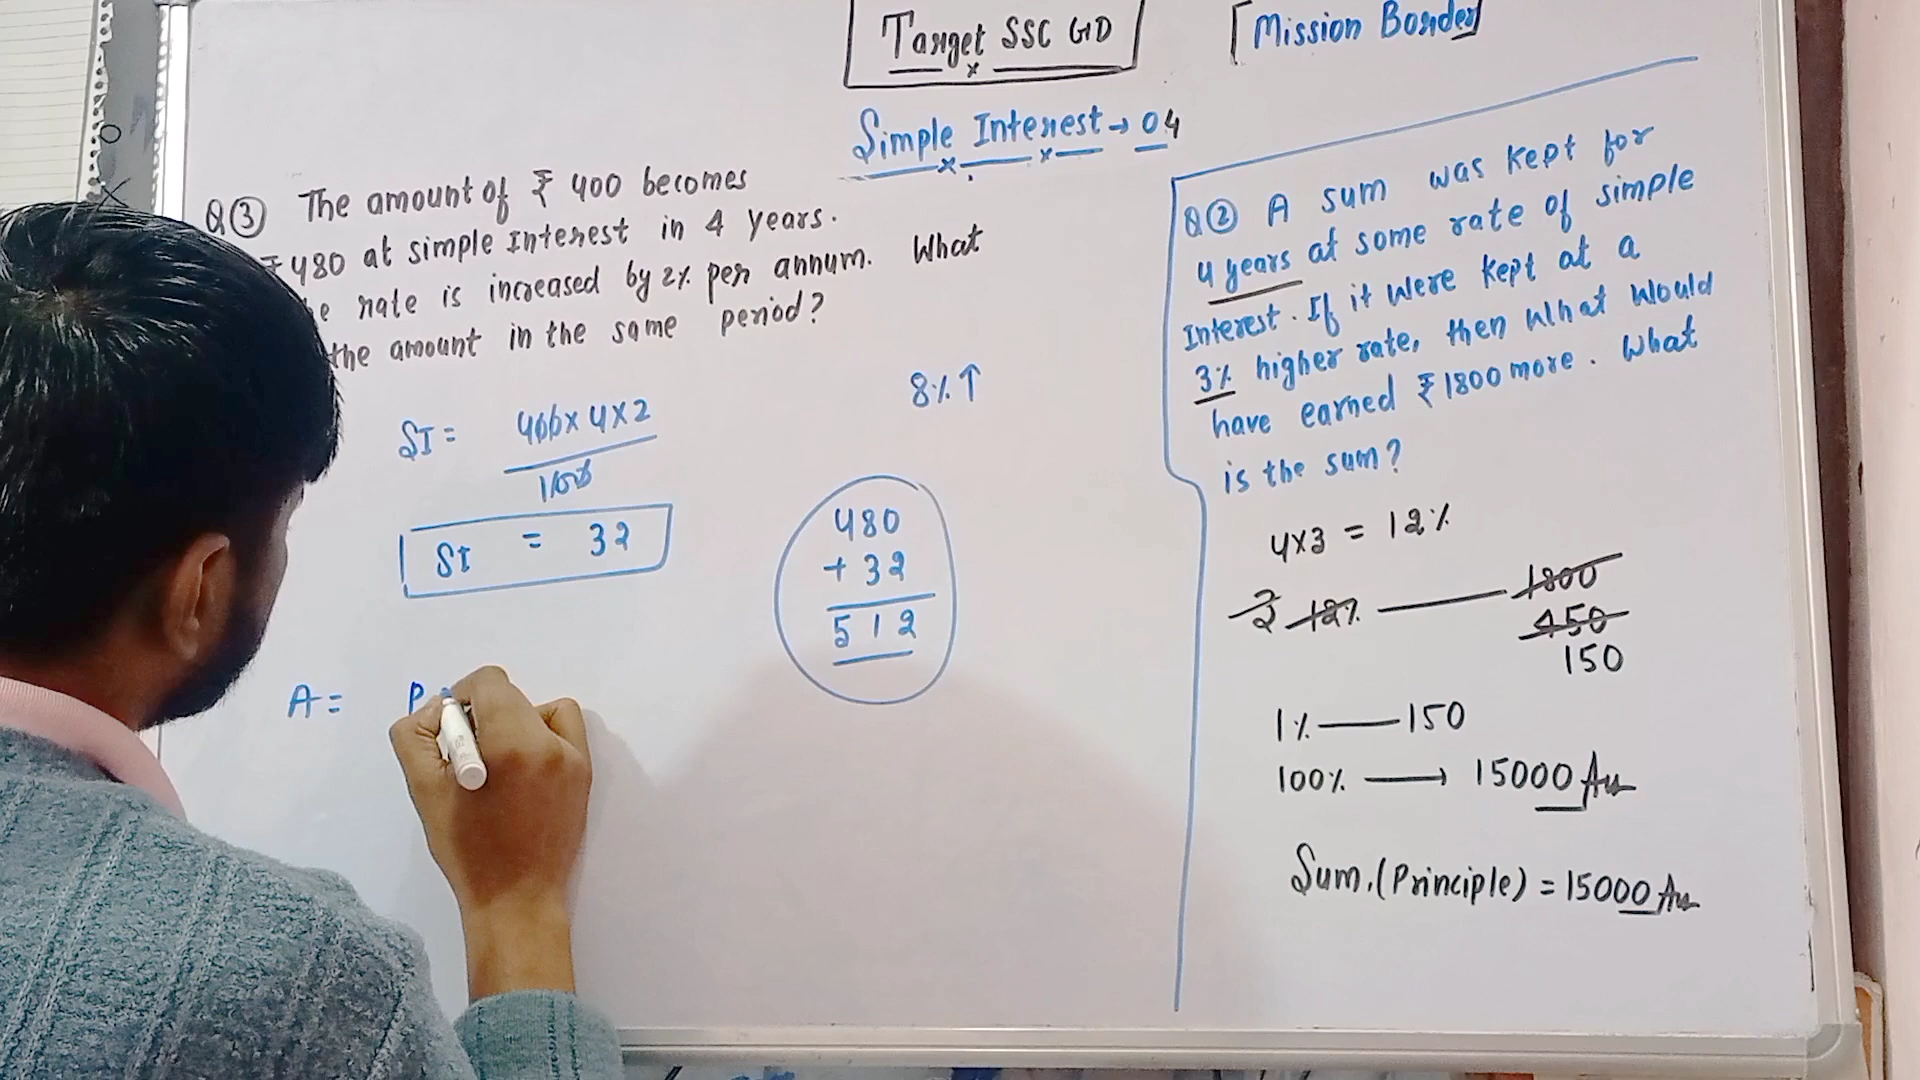 Target SSC GD
[Mission Border]
Simple Interest → 04
Q③ The amount of ₹ 400 becomes
₹480 at simple Interest in 4 years.
rate is increased by 2% per annum. What
the amount in the same period?
8%↑
SI = 400 x 4 x 2
100
SI = 32
480
+ 32
512
A = P
Q② A sum was kept for
4 years at some rate of simple
Interest. If it were kept at a
3% higher rate, then what would
have earned ₹1800 more. What
is the sum?
4x3 = 12%
12% — 1800
450
150
1% — 150
100% → 15000 Au
Sum.(Principle) = 15000 Au